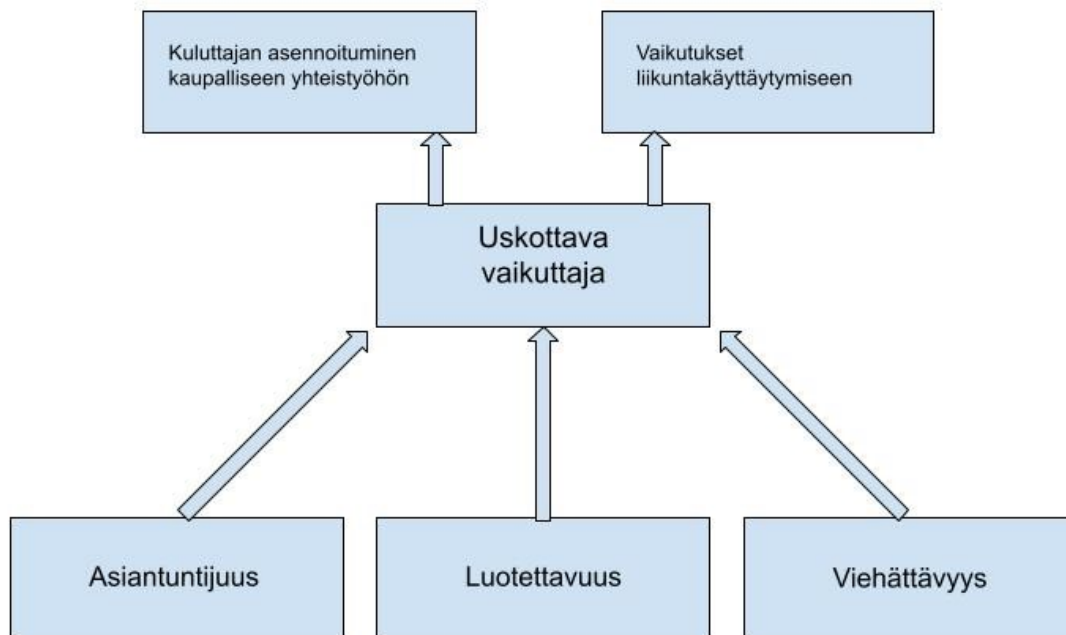 Kuluttajan asennoituminen
kaupalliseen yhteistyöhön
Vaikutukset
liikuntakäyttäytymiseen
Uskottava
vaikuttaja
Asiantuntijuus
Luotettavuus
Viehättävyys